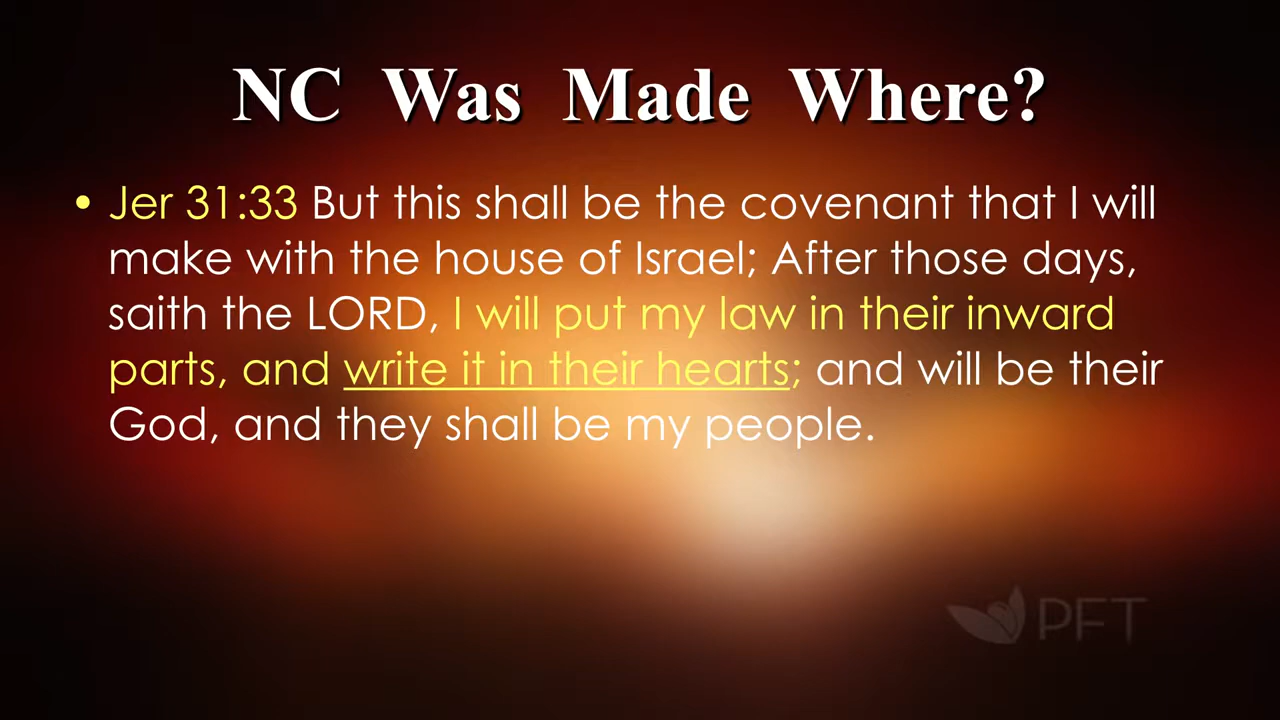 NC Was Made Where?
• Jer 31:33 But this shall be the covenant that I will
make with the house of Israel; After those days,
saith the LORD, I will put my law in their inward
parts, and write it in their hearts; and will be their
God, and they shall be my people.
PFT